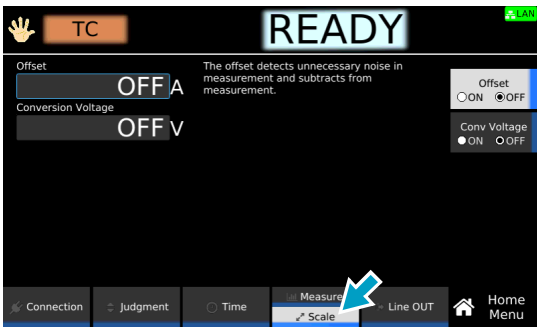 LAN
TC
READY
Offset
OFF A
The offset detects unnecessary noise in
measurement and subtracts from
measurement.
Conversion Voltage
OFF V
Offset
ON OFF
Conv Voltage
ON OFF
Connection
Judgment
Time
Measure
Scale
Line OUT
Home
Menu